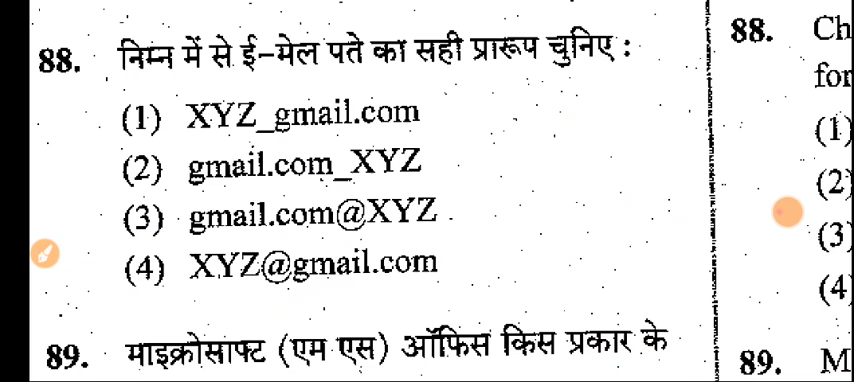 88. निम्न में से ई-मेल पते का सही प्रारूप चुनिए :
(1) XYZ_gmail.com
(2) gmail.com_XYZ
(3) gmail.com@XYZ
(4) XYZ@gmail.com
89. माइक्रोसाफ्ट (एम एस) ऑफिस किस प्रकार के
88. Ch
for
(1)
(2)
(3)
(4)
89. M